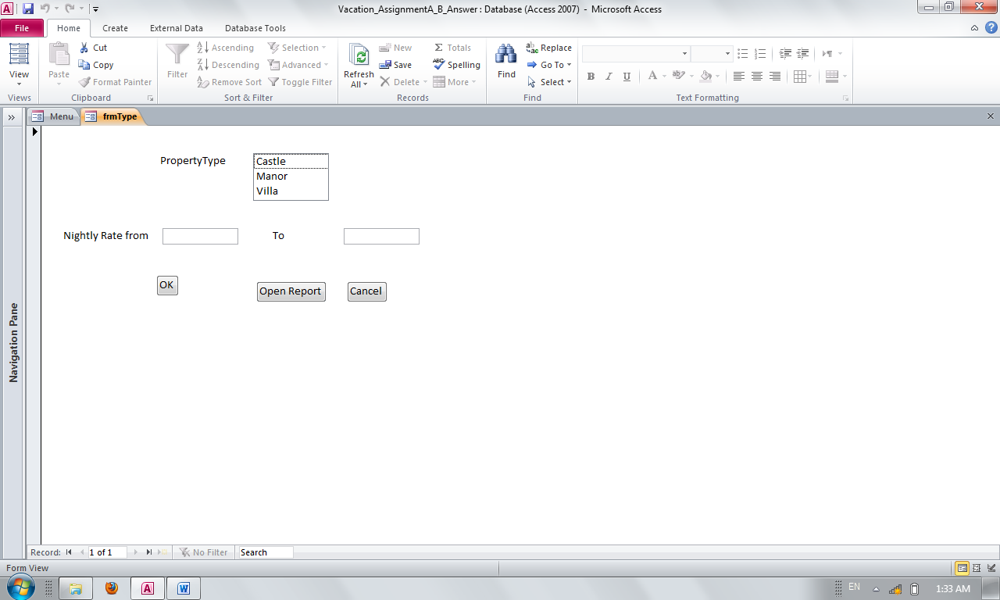 Vacation_AssignmentA_B_Answer : Database (Access 2007) - Microsoft Access
File Home Create External Data Database Tools
View
Views
Paste
Cut
Copy
Format Painter
Clipboard
Filter
Ascending
Descending
Remove Sort
Selection
Advanced
Toggle Filter
Sort & Filter
Refresh
All
New
Save
Delete
Totals
Spelling
More
Records
Find
Replace
Go To
Select
Find
B I U A
Text Formatting
Menu frmType
Navigation Pane
PropertyType
Castle
Manor
Villa
Nightly Rate from To
OK Open Report Cancel
Record: 1 of 1 No Filter Search
Form View
EN 1:33 AM